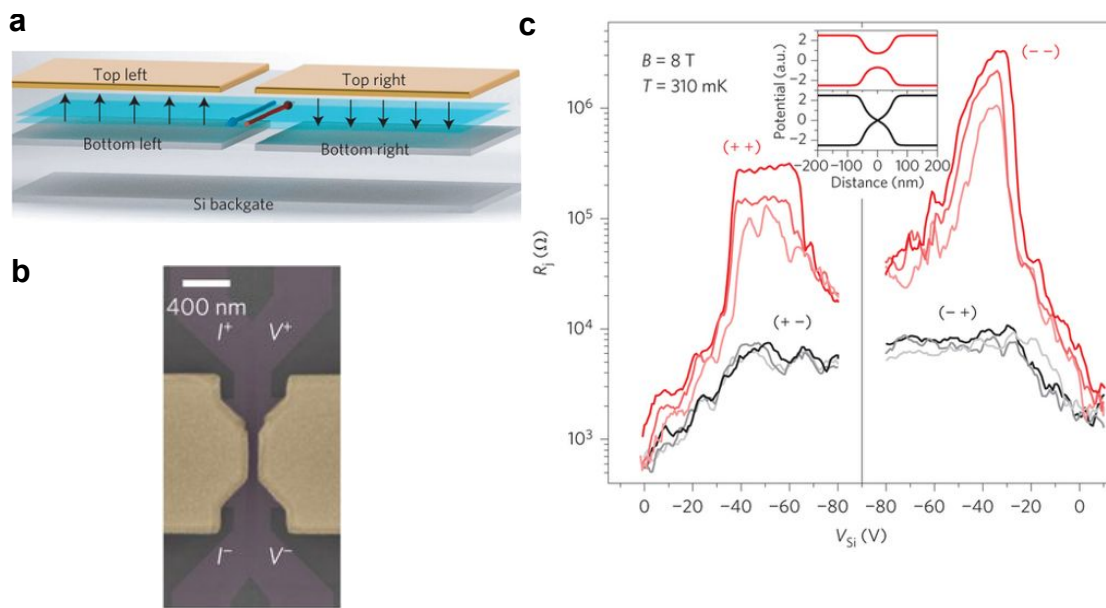 a
Top left
Top right
Bottom left
Bottom right
Si backgate
b
400 nm
I⁺
V⁺
I⁻
V⁻
c
B = 8 T
T = 310 mK
(+ +)
(− −)
(+ −)
(− +)
Potential (a.u.)
2
0
−2
2
0
−2
−200 −100 0 100 200
Distance (nm)
Rⱼ (Ω)
10⁶
10⁵
10⁴
10³
0 −20 −40 −60 −80 −80 −60 −40 −20 0
V_Si (V)